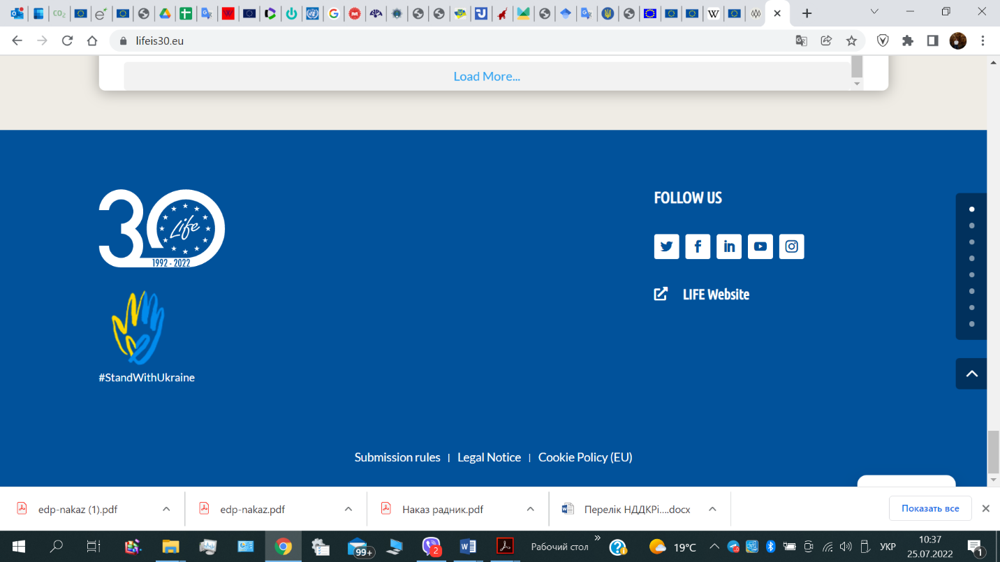 CO2
lifeis30.eu
Load More...
30
Life
1992 - 2022
#StandWithUkraine
FOLLOW US
LIFE Website
Submission rules | Legal Notice | Cookie Policy (EU)
edp-nakaz (1).pdf
edp-nakaz.pdf
Наказ радник.pdf
Перелік НДДКРі....docx
Показать все
99+
2
Рабочий стол
19°C
УКР
10:37
25.07.2022
1